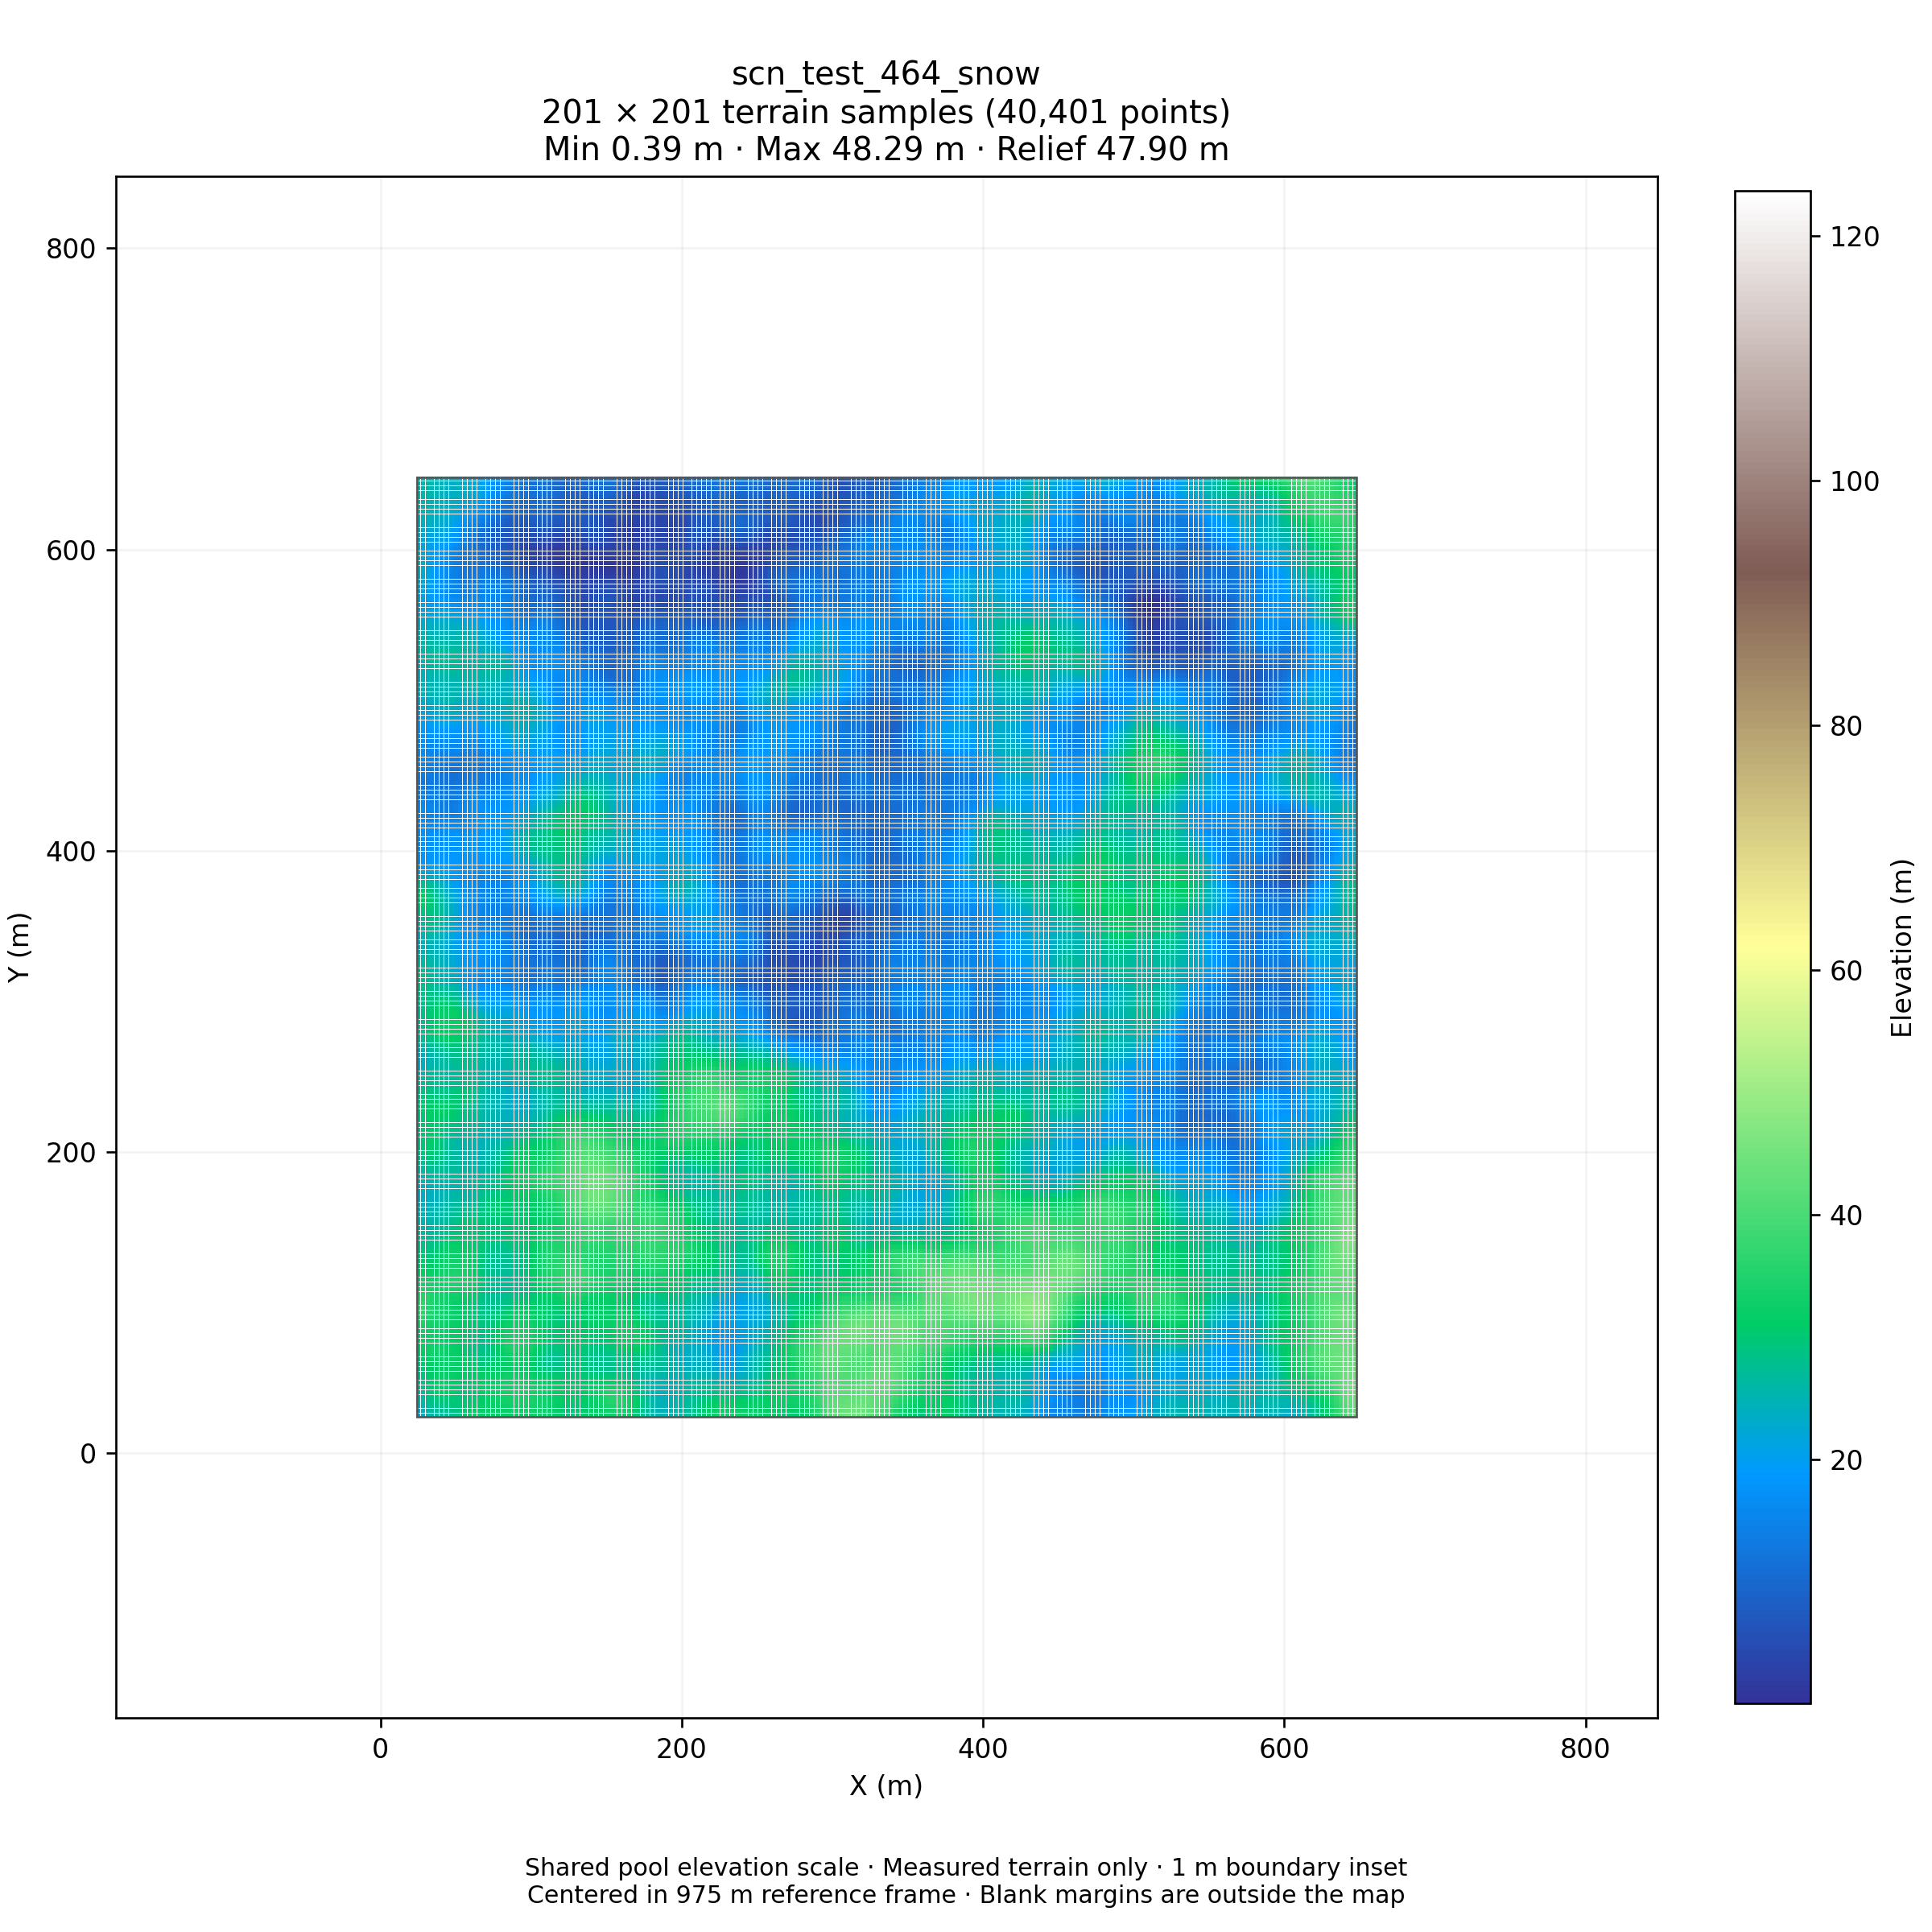 scn_test_464_snow
201 × 201 terrain samples (40,401 points)
Min 0.39 m · Max 48.29 m · Relief 47.90 m
800
600
400
200
0
Y (m)
0
200
400
600
800
X (m)
120
100
80
60
40
20
Elevation (m)
Shared pool elevation scale · Measured terrain only · 1 m boundary inset
Centered in 975 m reference frame · Blank margins are outside the map